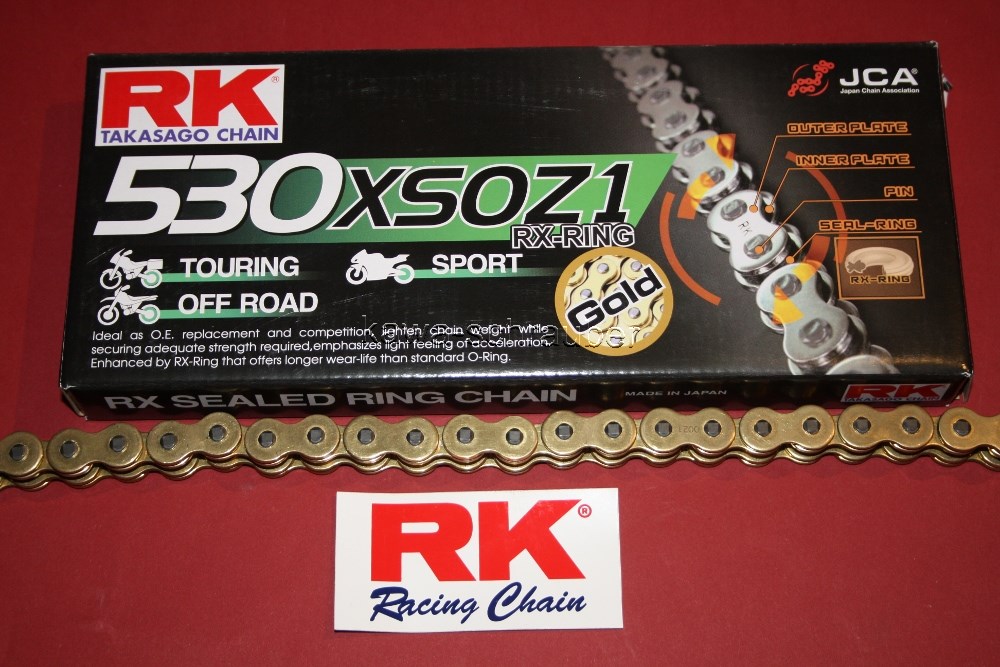 RK®
TAKASAGO CHAIN
530XSOZ1
RX-RING
TOURING
SPORT
OFF ROAD
Gold
Ideal as O.E. replacement and competition, lighten chain weight while
securing adequate strength required,emphasizes light feeling of acceleration.
Enhanced by RX-Ring that offers longer wear-life than standard O-Ring.
JCA®
Japan Chain Association
OUTER PLATE
INNER PLATE
PIN
SEAL-RING
RX-RING
RK
RX SEALED RING CHAIN
MADE IN JAPAN
RK
TAKASAGO CHAIN
RK®
Racing Chain